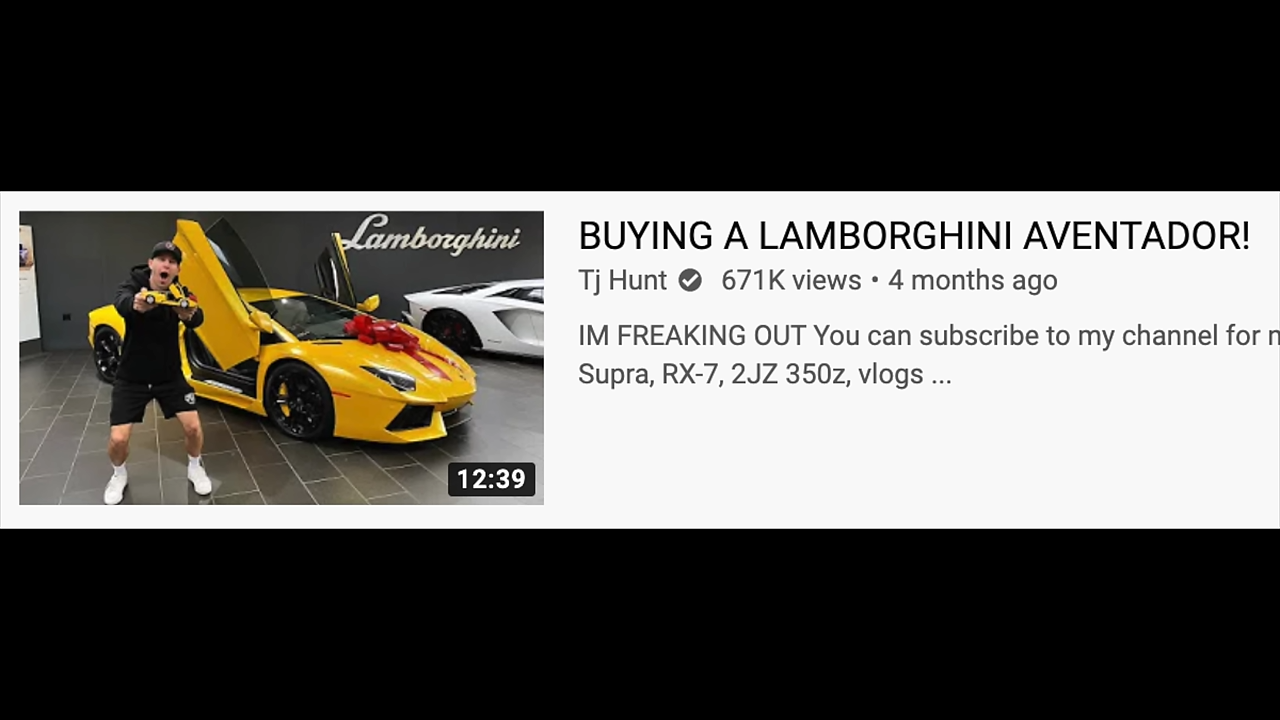 Lamborghini
12:39
BUYING A LAMBORGHINI AVENTADOR!
Tj Hunt 671K views • 4 months ago
IM FREAKING OUT You can subscribe to my channel for
Supra, RX-7, 2JZ 350z, vlogs ...